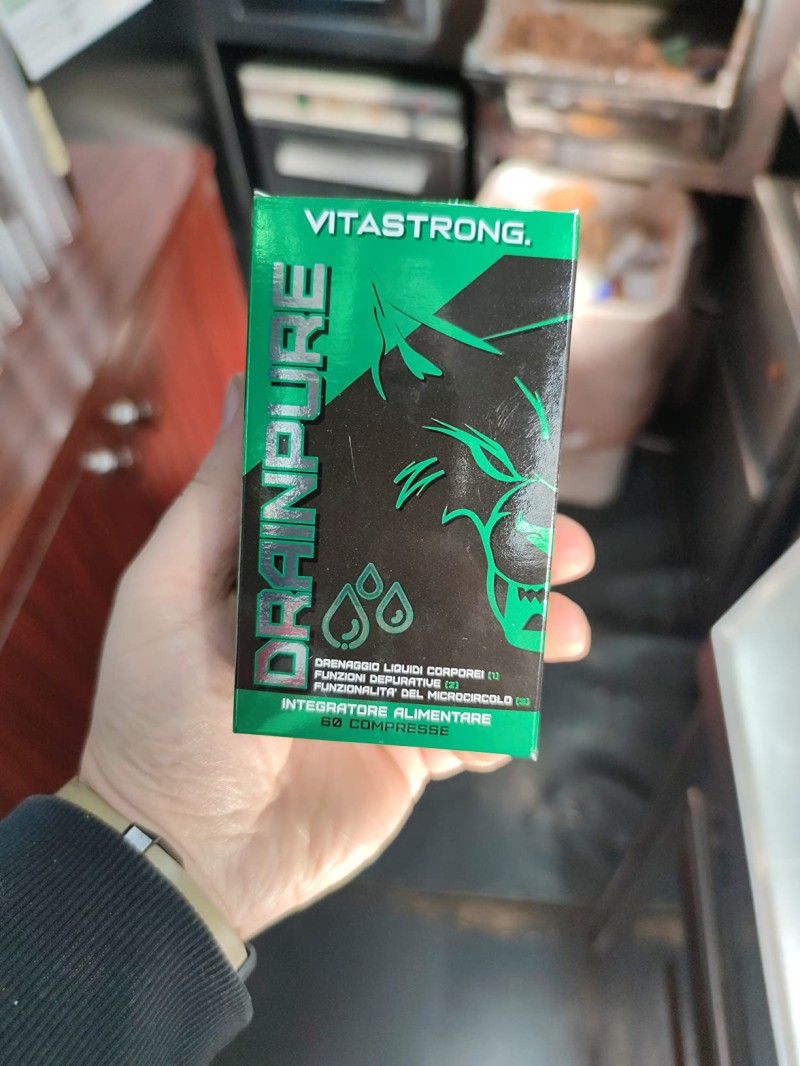 VITASTRONG.
DRAINPURE
DRENAGGIO LIQUIDI CORPOREI [1]
FUNZIONI DEPURATIVE [2]
FUNZIONALITA' DEL MICROCIRCOLO [3]
INTEGRATORE ALIMENTARE
60 COMPRESSE